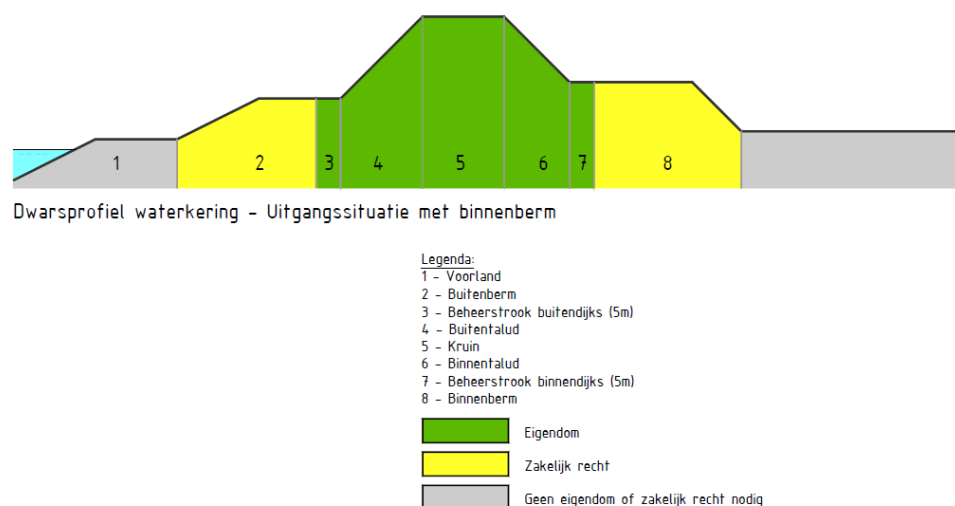 1 2 3 4 5 6 7 8
Dwarsprofiel waterkering - Uitgangssituatie met binnenberm
Legenda:
1 - Voorland
2 - Buitenberm
3 - Beheerstrook buitendijks (5m)
4 - Buitentalud
5 - Kruin
6 - Binnentalud
7 - Beheerstrook binnendijks (5m)
8 - Binnenberm
Eigendom
Zakelijk recht
Geen eigendom of zakelijk recht nodig